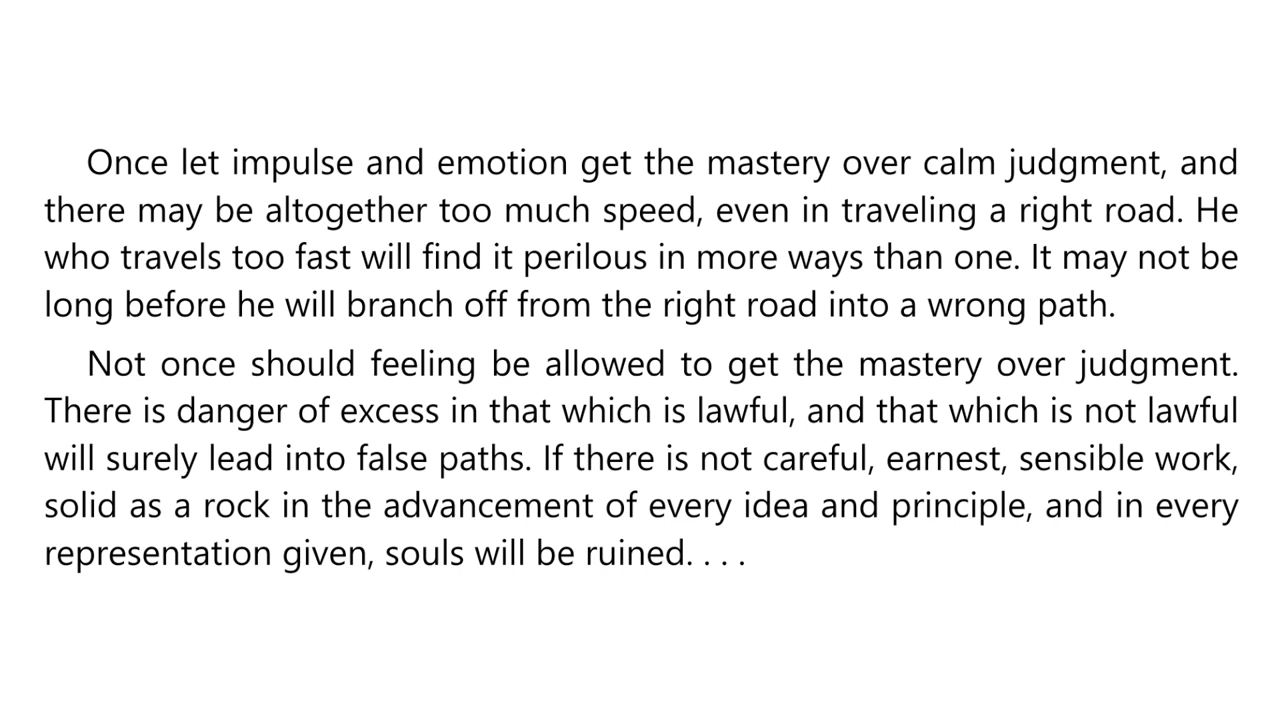 Once let impulse and emotion get the mastery over calm judgment, and
there may be altogether too much speed, even in traveling a right road. He
who travels too fast will find it perilous in more ways than one. It may not be
long before he will branch off from the right road into a wrong path.
Not once should feeling be allowed to get the mastery over judgment.
There is danger of excess in that which is lawful, and that which is not lawful
will surely lead into false paths. If there is not careful, earnest, sensible work,
solid as a rock in the advancement of every idea and principle, and in every
representation given, souls will be ruined. . . .